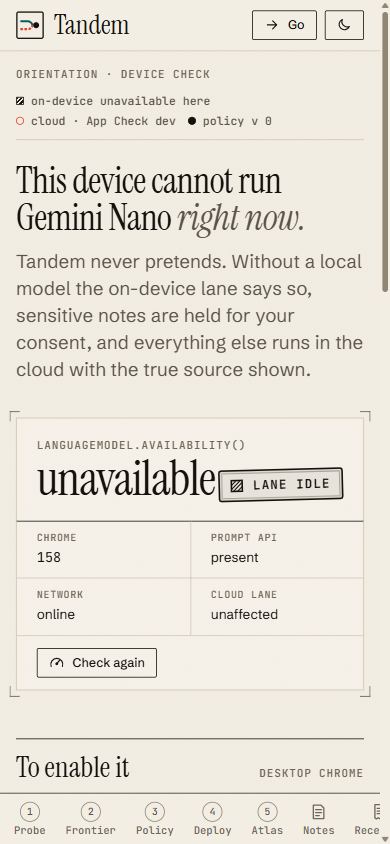 Tandem
Go
ORIENTATION · DEVICE CHECK
on-device unavailable here
cloud · App Check dev policy v 0
This device cannot run
Gemini Nano right now.
Tandem never pretends. Without a local
model the on-device lane says so,
sensitive notes are held for your
consent, and everything else runs in the
cloud with the true source shown.
LANGUAGEMODEL.AVAILABILITY()
unavailable LANE IDLE
CHROME PROMPT API
158 present
NETWORK CLOUD LANE
online unaffected
Check again
To enable it DESKTOP CHROME
1 2 3 4 5
Probe Frontier Policy Deploy Atlas Notes Rece